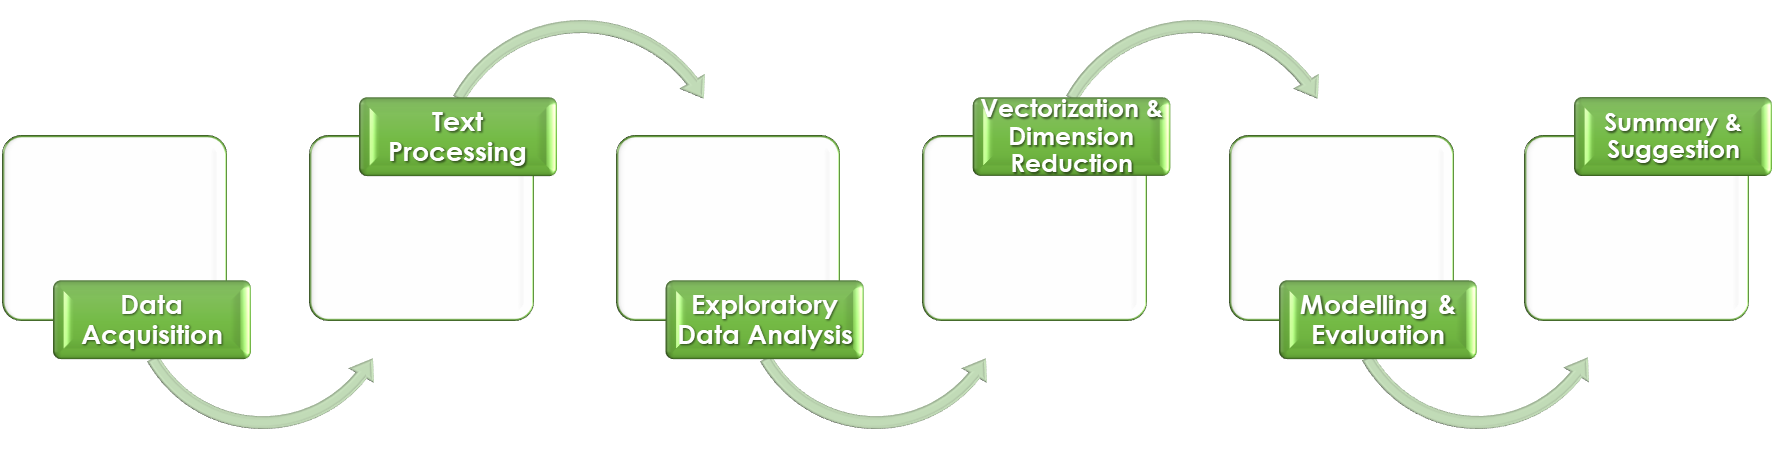 Data
Acquisition
Text
Processing
Exploratory
Data Analysis
Vectorization &
Dimension
Reduction
Modelling &
Evaluation
Summary &
Suggestion